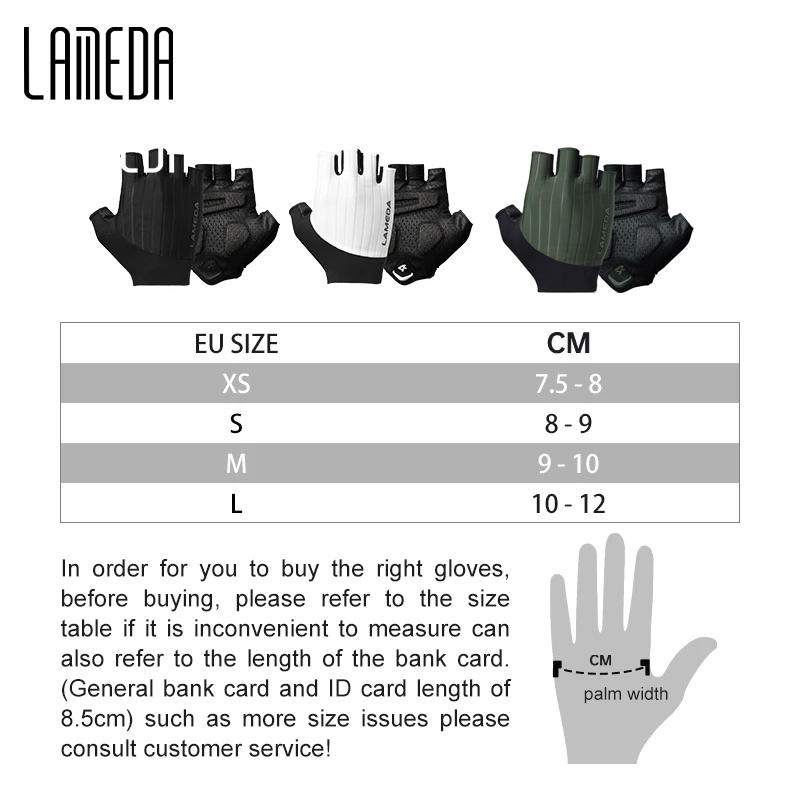 LAMEDA
LAMEDA
LAMEDA
EU SIZE CM
XS 7.5 - 8
S 8 - 9
M 9 - 10
L 10 - 12
In order for you to buy the right gloves,
before buying, please refer to the size
table if it is inconvenient to measure can
also refer to the length of the bank card.
(General bank card and ID card length of
8.5cm) such as more size issues please
consult customer service!
CM
palm width